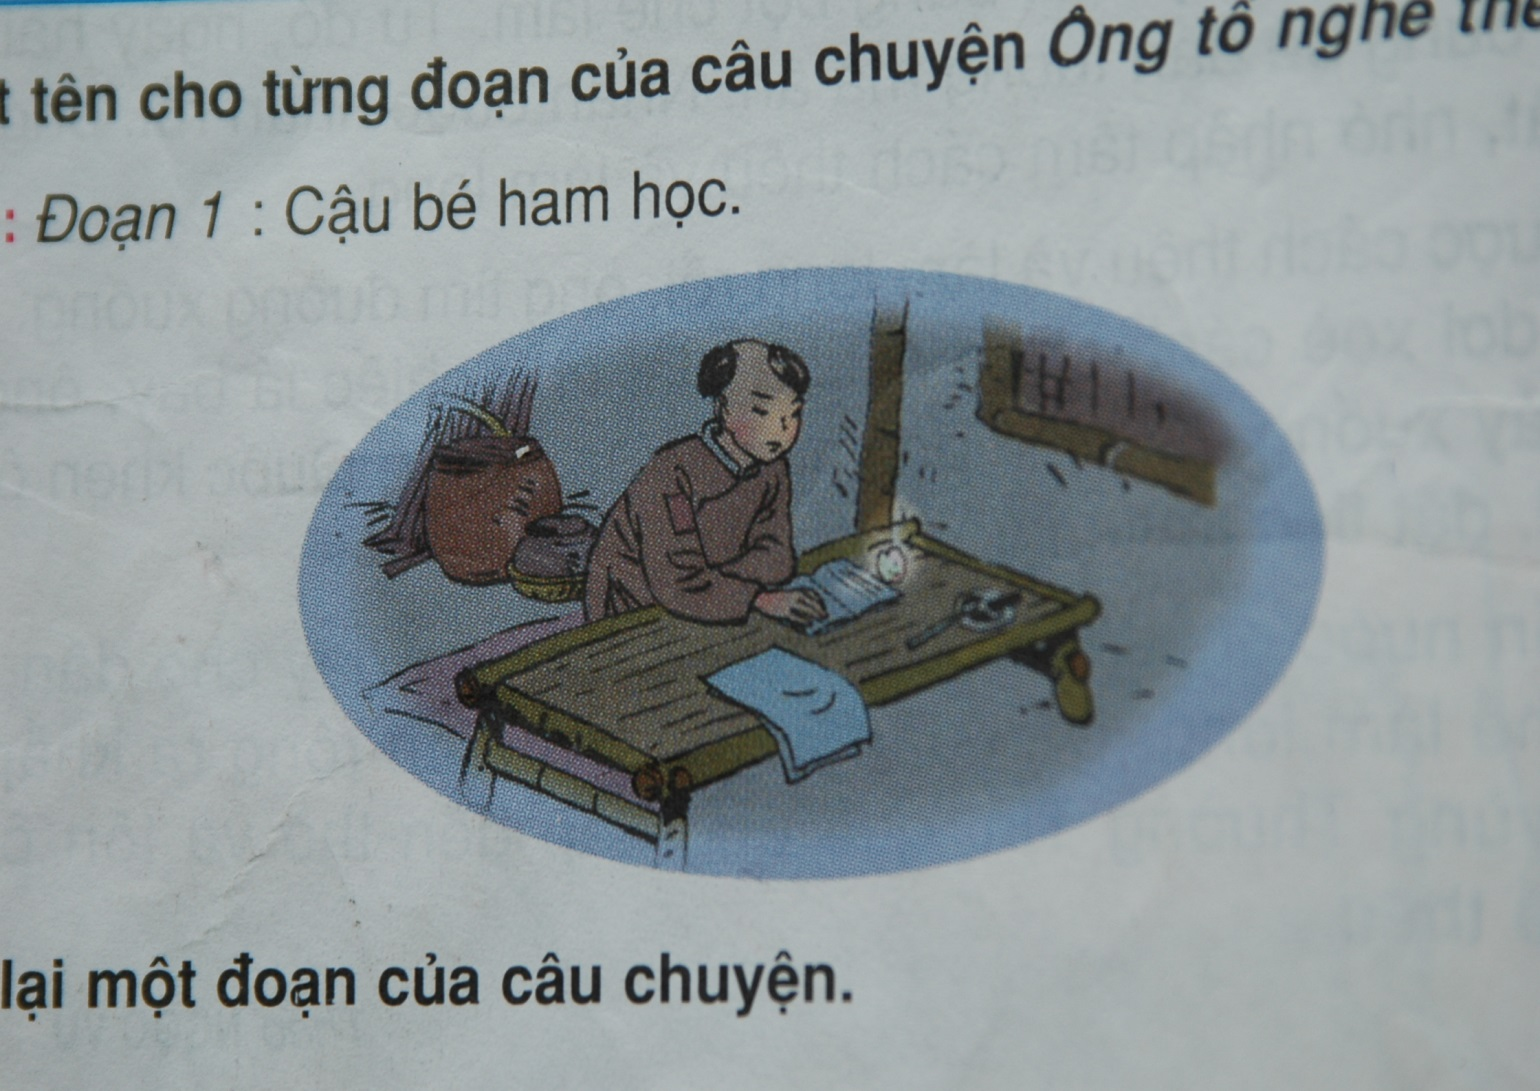 tên cho từng đoạn của câu chuyện Ông tổ nghề
: Đoạn 1 : Cậu bé ham học.
lại một đoạn của câu chuyện.